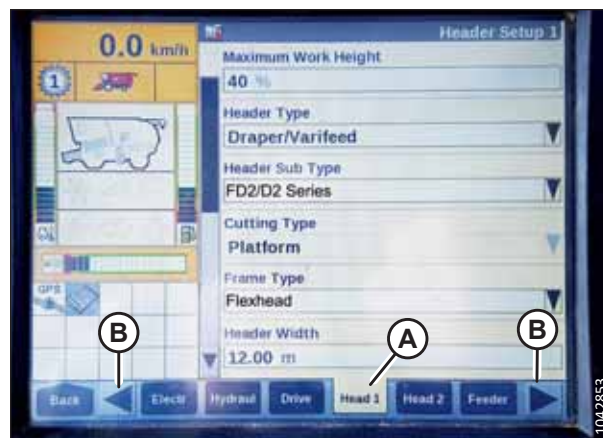 0.0 km/h
Header Setup 1
1
Maximum Work Height
40 %
Header Type
Draper/Varifeed
Header Sub Type
FD2/D2 Series
Cutting Type
Platform
Frame Type
Flexhead
Header Width
12.00 m
GPS
B
A
B
Back
Electr
Hydraul
Drive
Head 1
Head 2
Feeder
1042853